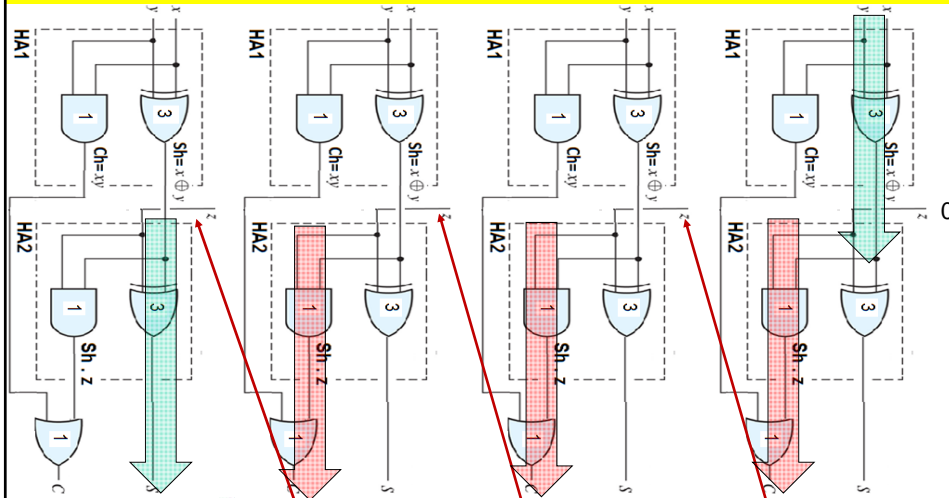 y x
HA1
1
3
Ch=xy
Sh=x ⊕ y
z
HA2
1
3
Sh . z
1
C
S
y x
HA1
1
3
Ch=xy
Sh=x ⊕ y
z
HA2
1
3
Sh . z
1
C
S
y x
HA1
1
3
Ch=xy
Sh=x ⊕ y
z
HA2
1
3
Sh . z
1
C
S
y x
HA1
1
3
Ch=xy
Sh=x ⊕ y
z
0
HA2
1
3
Sh . z
1
C
S